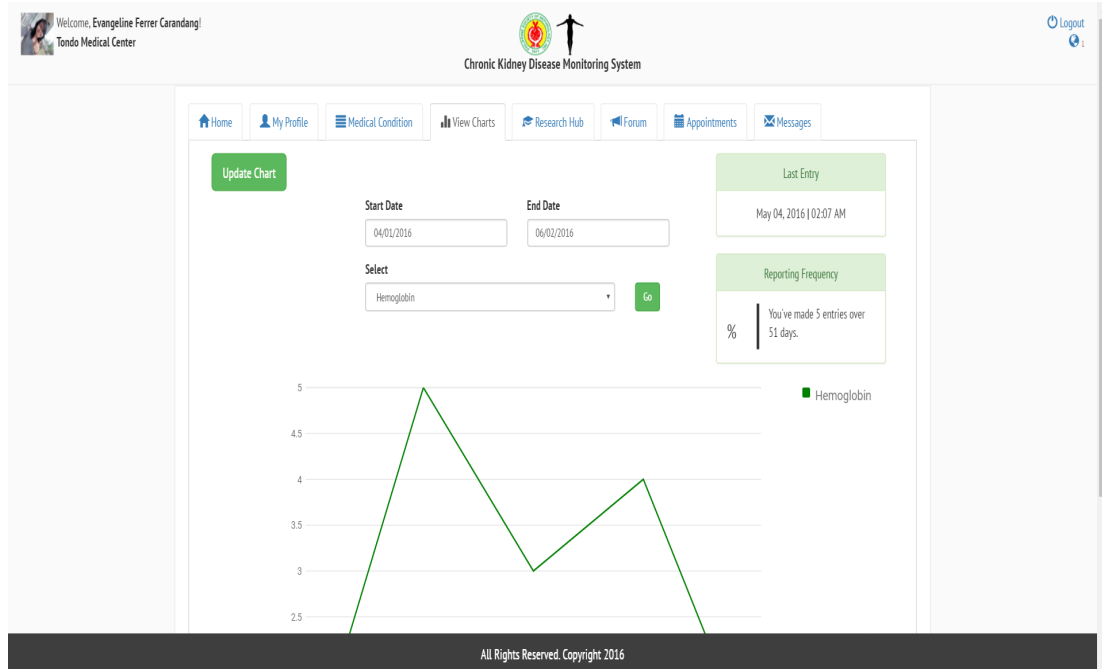 Welcome, Evangeline Ferrer Carandang!
Tondo Medical Center
Chronic Kidney Disease Monitoring System
Logout
1
Home
My Profile
Medical Condition
View Charts
Research Hub
Forum
Appointments
Messages
Update Chart
Start Date
End Date
04/01/2016
06/02/2016
Select
Hemoglobin
Go
Last Entry
May 04, 2016 | 02:07 AM
Reporting Frequency
%
You've made 5 entries over
51 days.
5
4.5
4
3.5
3
2.5
Hemoglobin
All Rights Reserved. Copyright 2016